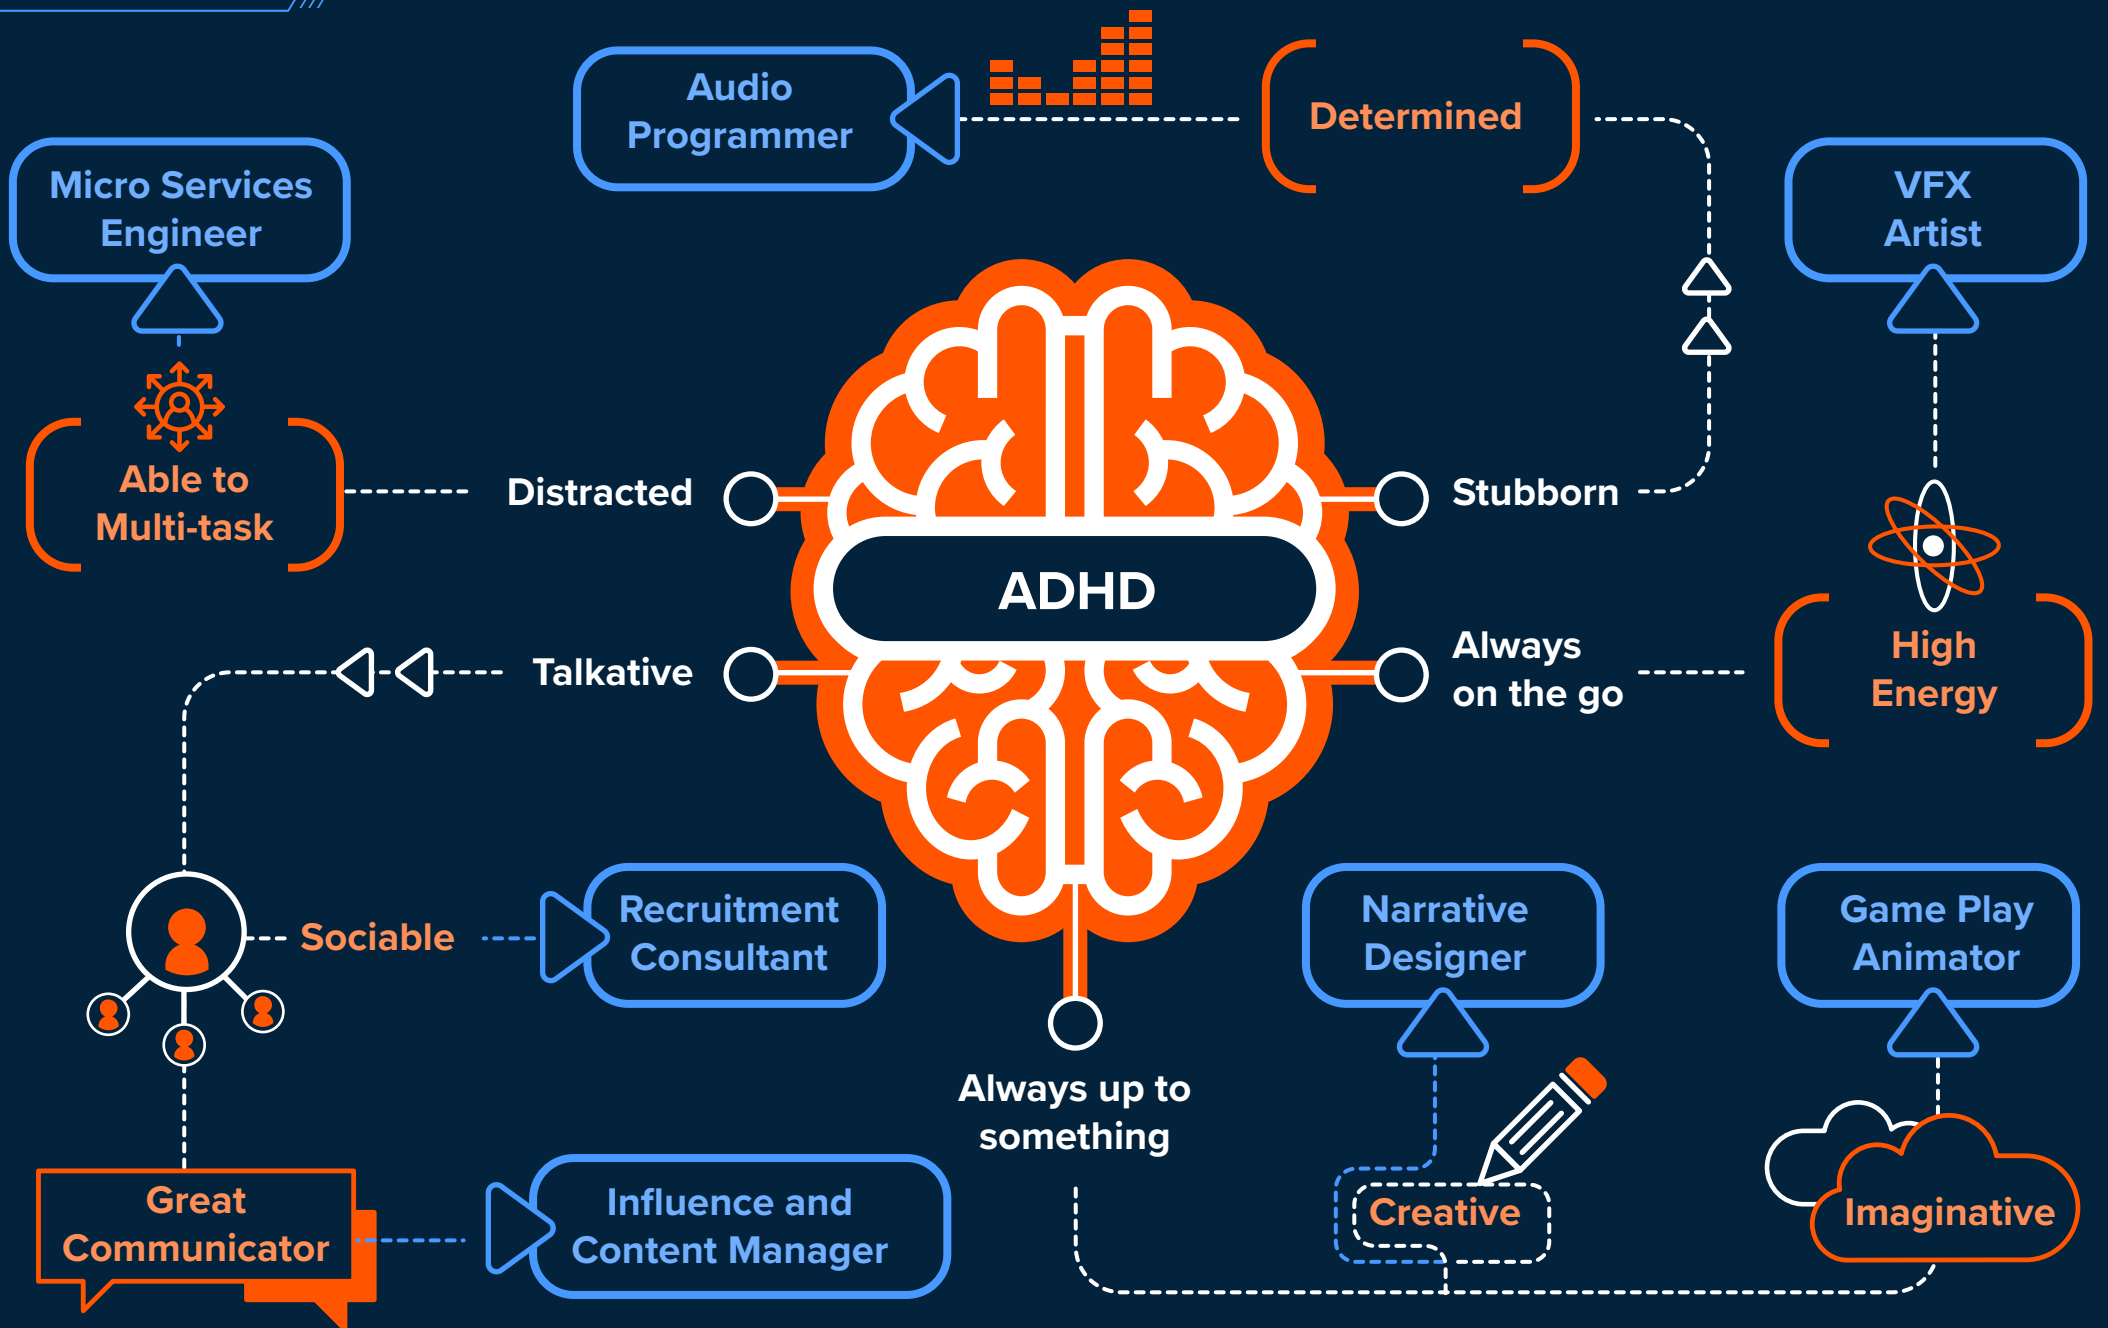 Audio
Programmer
Determined
Micro Services
Engineer
VFX
Artist
Able to
Multi-task
Distracted
Stubborn
ADHD
Talkative
Always
on the go
High
Energy
Sociable
Recruitment
Consultant
Narrative
Designer
Game Play
Animator
Always up to
something
Great
Communicator
Influence and
Content Manager
Creative
Imaginative